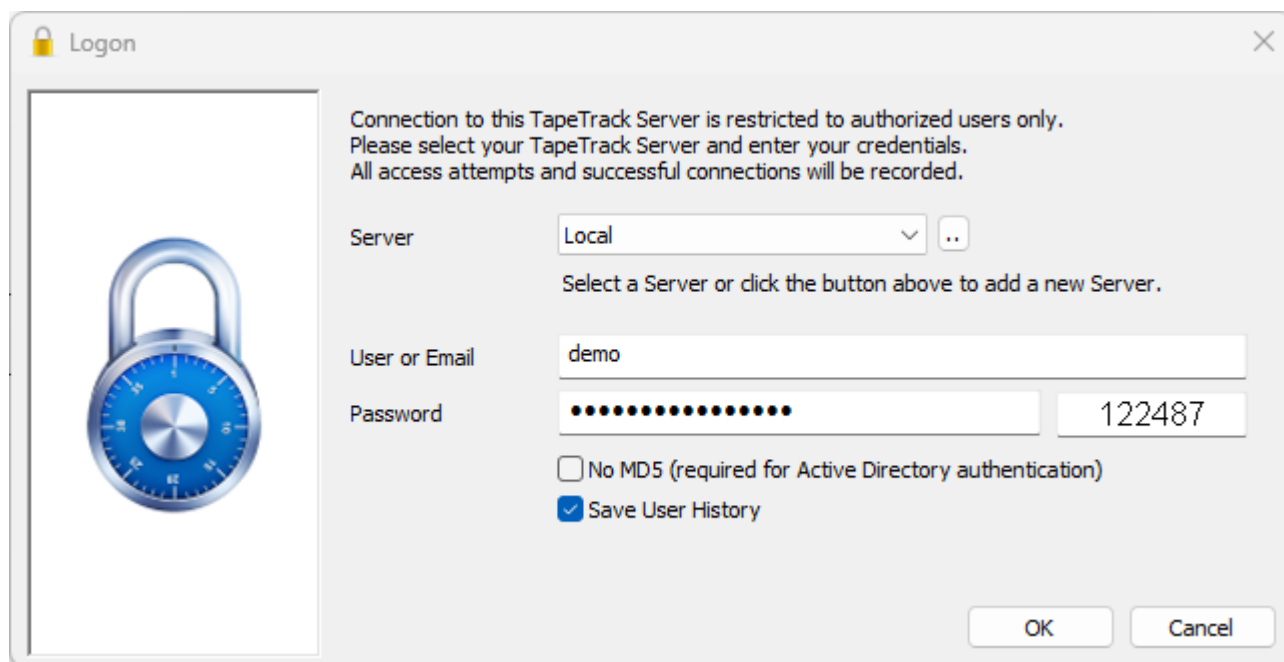 Logon
Connection to this TapeTrack Server is restricted to authorized users only.
Please select your TapeTrack Server and enter your credentials.
All access attempts and successful connections will be recorded.
Server Local ..
Select a Server or click the button above to add a new Server.
User or Email demo
Password •••••••••••••••• 122487
No MD5 (required for Active Directory authentication)
Save User History
OK Cancel